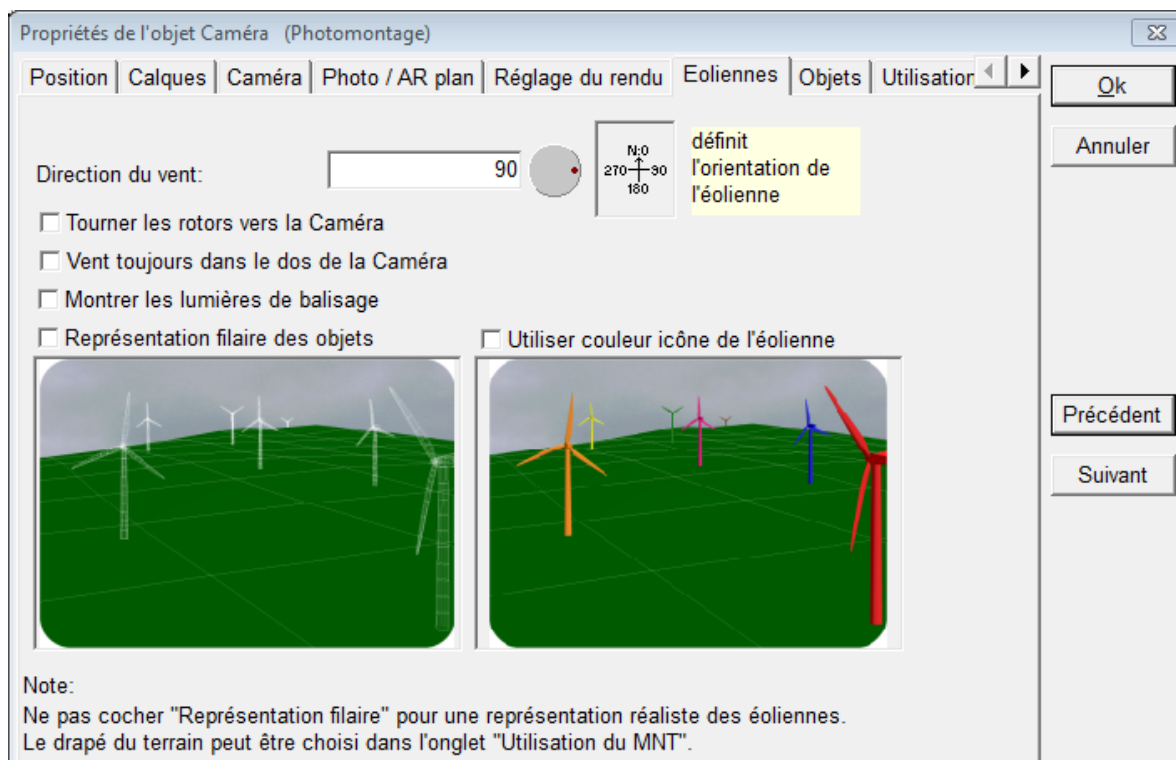 Propriétés de l'objet Caméra (Photomontage)
Position Calques Caméra Photo / AR plan Réglage du rendu Eoliennes Objets Utilisation
Ok
Annuler
Direction du vent: 90
N:0
270 90
180
définit
l'orientation de
l'éolienne
Tourner les rotors vers la Caméra
Vent toujours dans le dos de la Caméra
Montrer les lumières de balisage
Représentation filaire des objets Utiliser couleur icône de l'éolienne
Précédent
Suivant
Note:
Ne pas cocher "Représentation filaire" pour une représentation réaliste des éoliennes.
Le drapé du terrain peut être choisi dans l'onglet "Utilisation du MNT".